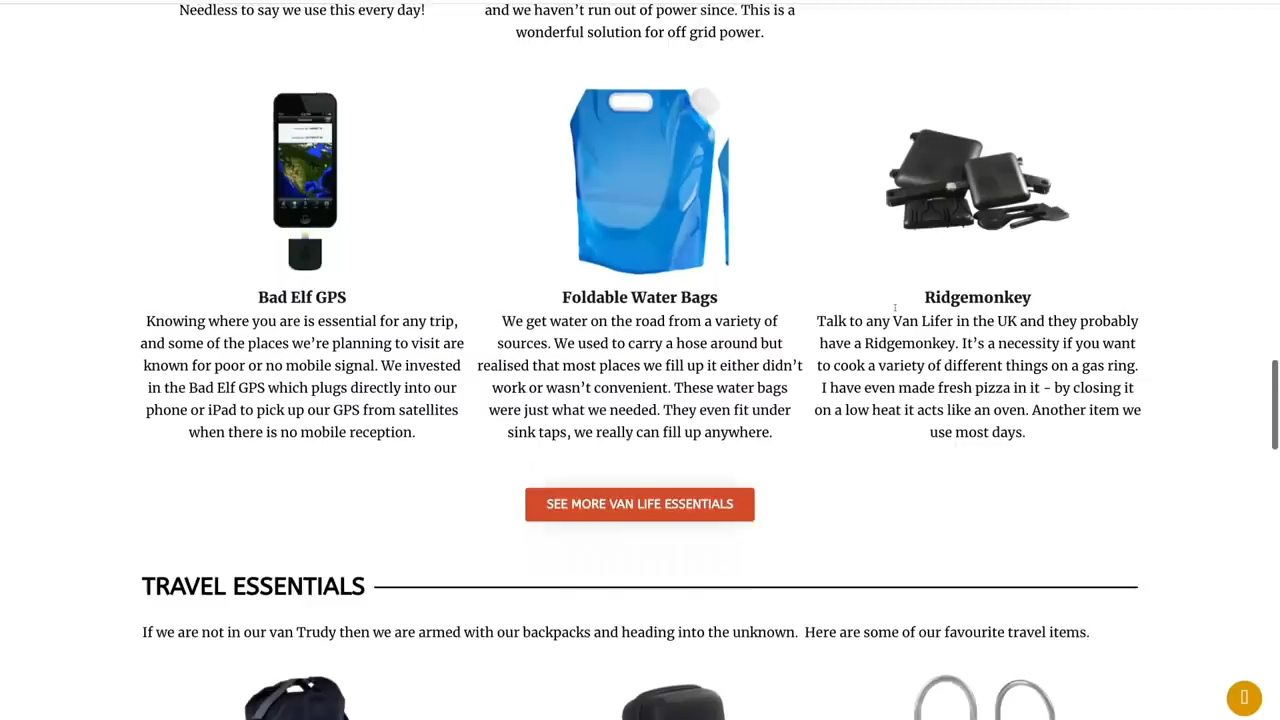 Needless to say we use this every day!
and we haven’t run out of power since. This is a
wonderful solution for off grid power.
Bad Elf GPS
Knowing where you are is essential for any trip,
and some of the places we’re planning to visit are
known for poor or no mobile signal. We invested
in the Bad Elf GPS which plugs directly into our
phone or iPad to pick up our GPS from satellites
when there is no mobile reception.
Foldable Water Bags
We get water on the road from a variety of
sources. We used to carry a hose around but
realised that most places we fill up it either didn’t
work or wasn’t convenient. These water bags
were just what we needed. They even fit under
sink taps, we really can fill up anywhere.
Ridgemonkey
Talk to any Van Lifer in the UK and they probably
have a Ridgemonkey. It’s a necessity if you want
to cook a variety of different things on a gas ring.
I have even made fresh pizza in it - by closing it
on a low heat it acts like an oven. Another item we
use most days.
SEE MORE VAN LIFE ESSENTIALS
TRAVEL ESSENTIALS
If we are not in our van Trudy then we are armed with our backpacks and heading into the unknown. Here are some of our favourite travel items.